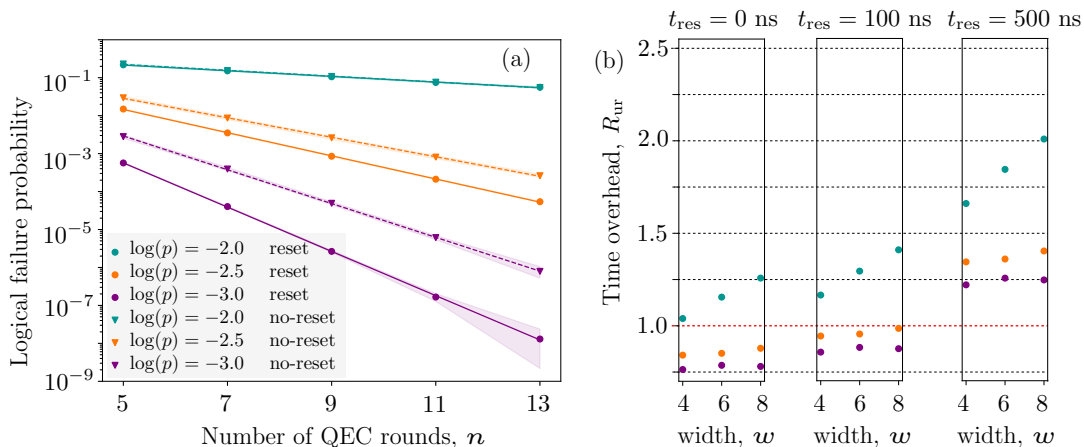 (a)
Logical failure probability
10⁻¹
10⁻³
10⁻⁵
10⁻⁷
10⁻⁹
log(p) = −2.0 reset
log(p) = −2.5 reset
log(p) = −3.0 reset
log(p) = −2.0 no-reset
log(p) = −2.5 no-reset
log(p) = −3.0 no-reset
5 7 9 11 13
Number of QEC rounds, n
(b)
t_res = 0 ns t_res = 100 ns t_res = 500 ns
Time overhead, R_ur
2.5
2.0
1.5
1.0
4 6 8 4 6 8 4 6 8
width, w width, w width, w